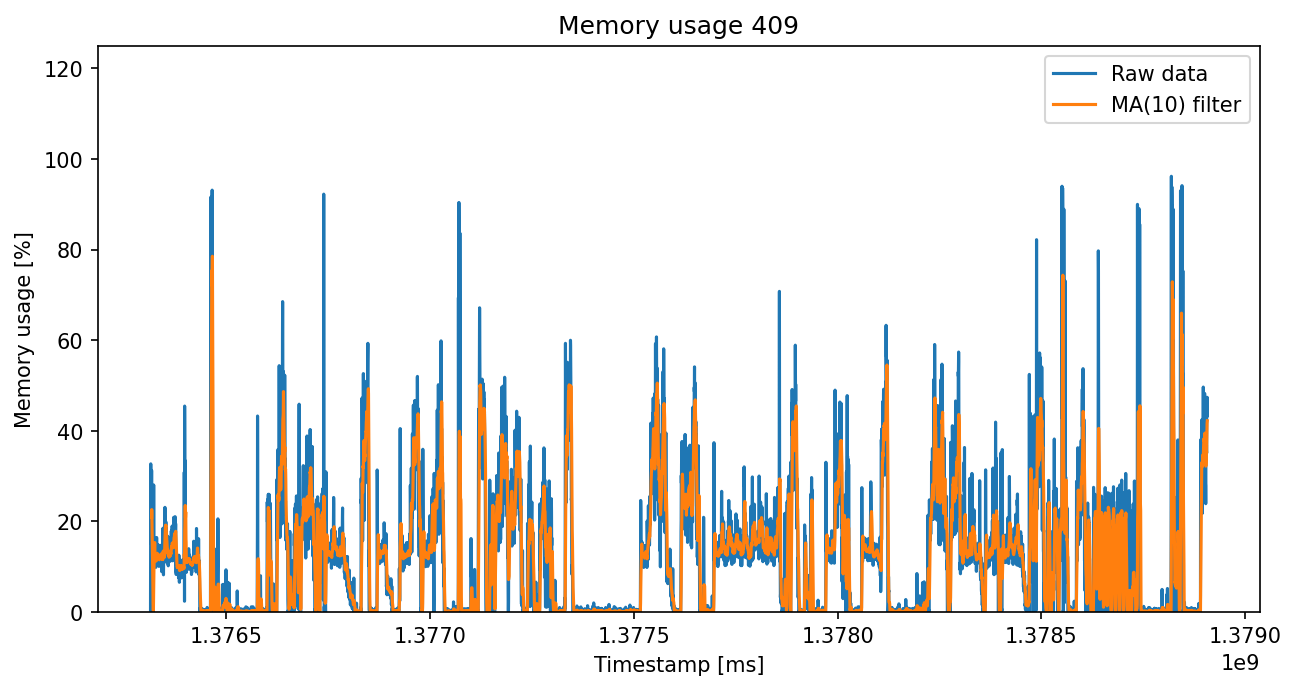 Memory usage 409
Raw data
MA(10) filter
Memory usage [%]
120
100
80
60
40
20
0
1.3765 1.3770 1.3775 1.3780 1.3785 1.3790
1e9
Timestamp [ms]